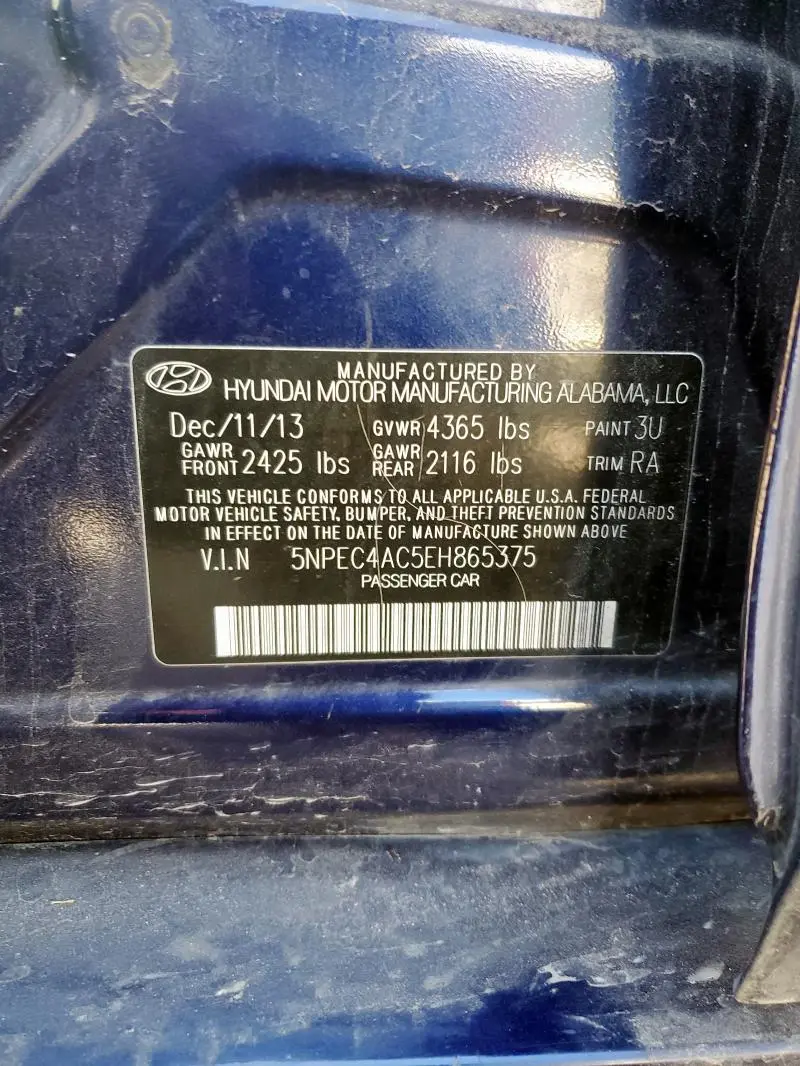 MANUFACTURED BY
HYUNDAI MOTOR MANUFACTURING ALABAMA, LLC
Dec/11/13 GVWR 4365 lbs PAINT 3U
GAWR FRONT 2425 lbs GAWR REAR 2116 lbs TRIM RA
THIS VEHICLE CONFORMS TO ALL APPLICABLE U.S.A. FEDERAL
MOTOR VEHICLE SAFETY, BUMPER, AND THEFT PREVENTION STANDARDS
IN EFFECT ON THE DATE OF MANUFACTURE SHOWN ABOVE
V.I.N 5NPEC4AC5EH865375
PASSENGER CAR